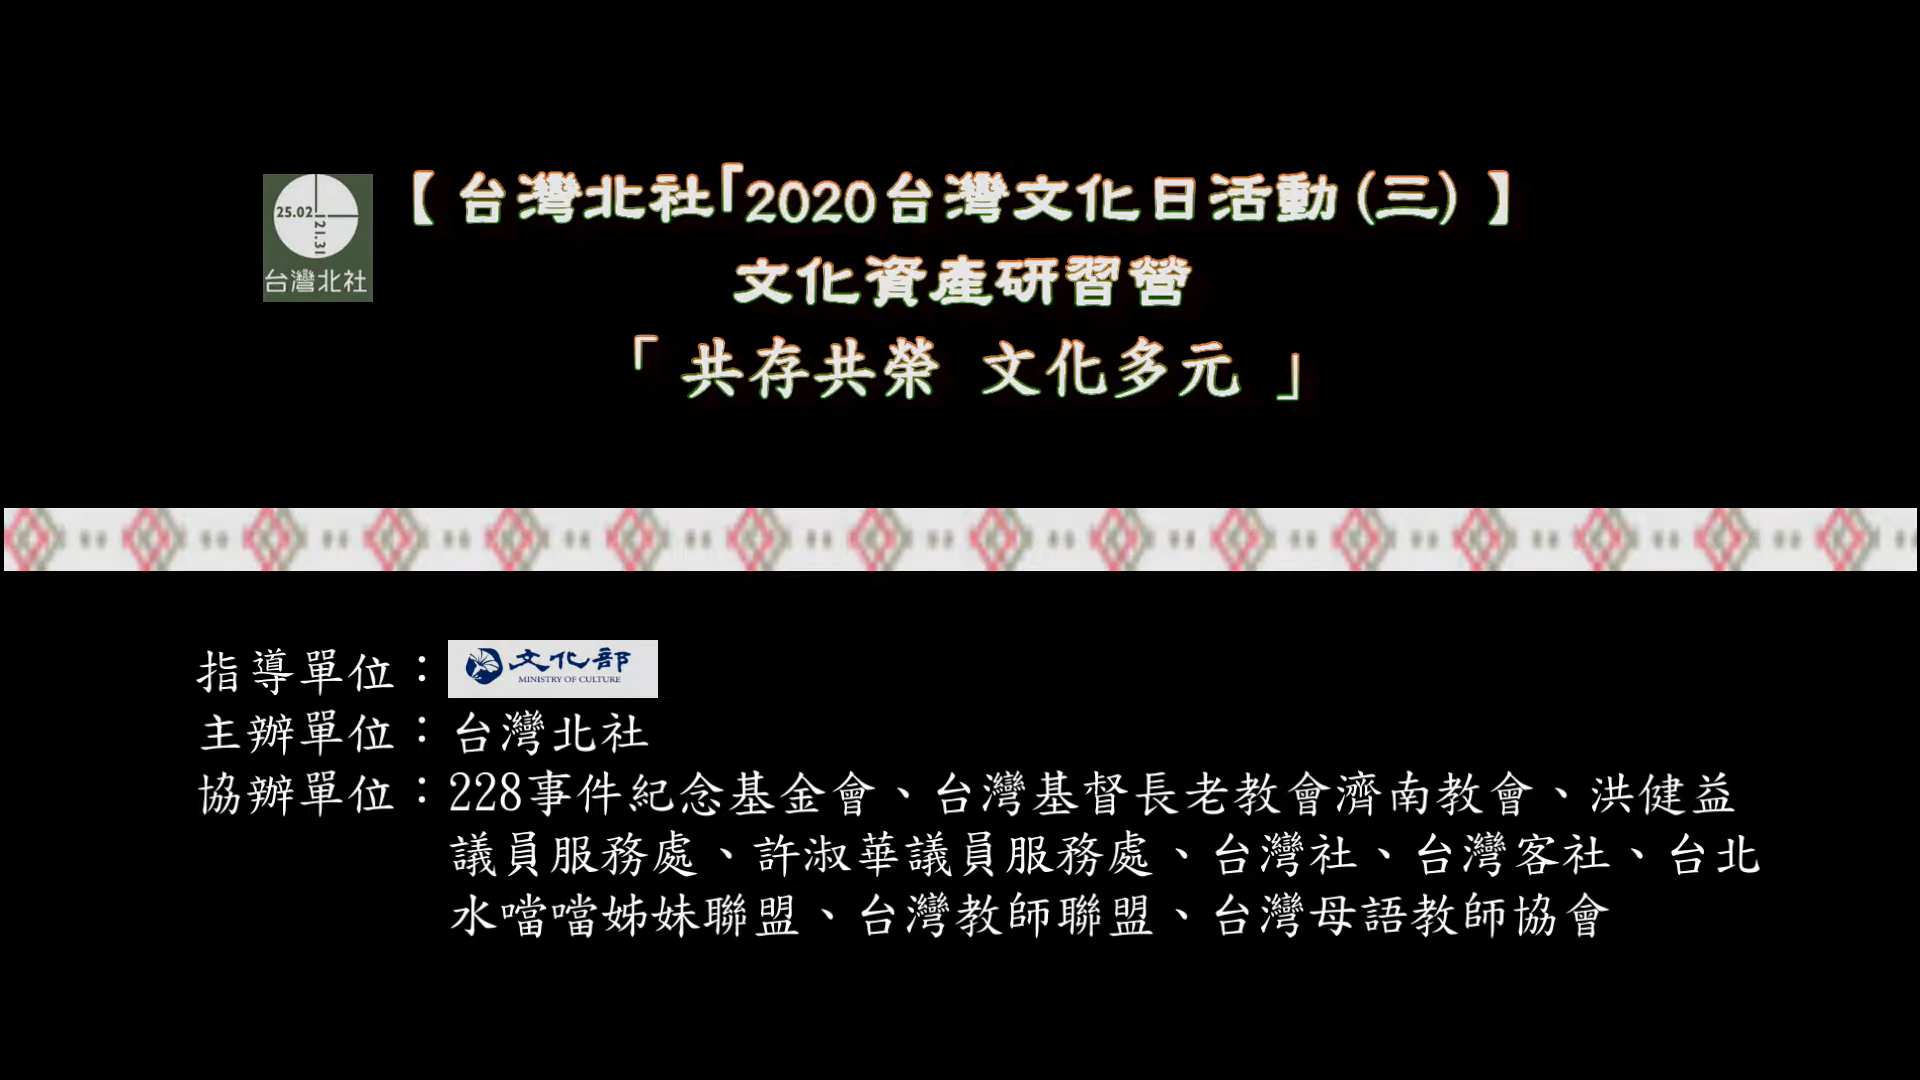 【 台灣北社「2020台灣文化日活動(三) 】
文化資產研習營
「 共存共榮 文化多元 」
25.02
121.31
台灣北社
指導單位：文化部
MINISTRY OF CULTURE
主辦單位：台灣北社
協辦單位：228事件紀念基金會、台灣基督長老教會濟南教會、洪健益
議員服務處、許淑華議員服務處、台灣社、台灣客社、台北
水噹噹姊妹聯盟、台灣教師聯盟、台灣母語教師協會